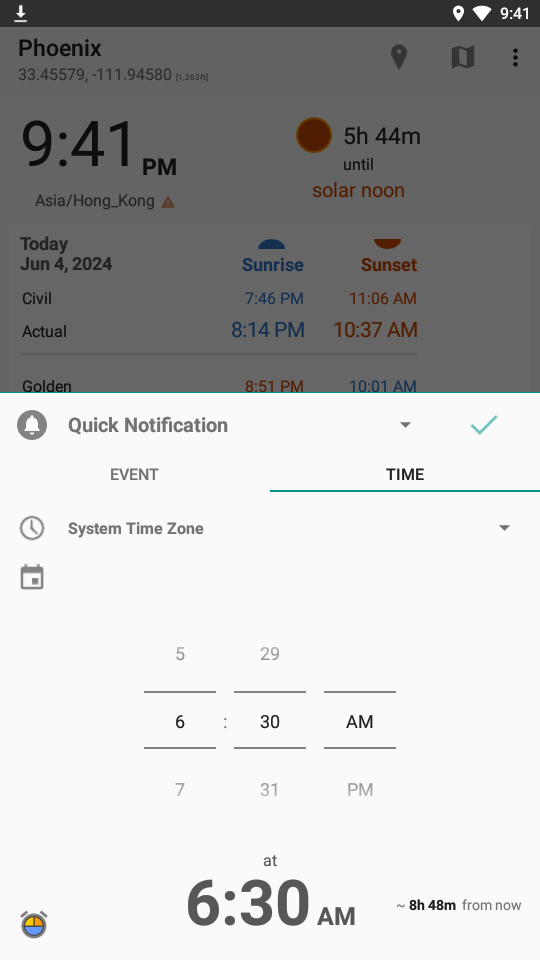 9:41
Phoenix
33.45579, -111.94580 [1,263ft]
9:41 PM
5h 44m
until
solar noon
Asia/Hong_Kong
Today
Jun 4, 2024
Sunrise Sunset
Civil 7:46 PM 11:06 AM
Actual 8:14 PM 10:37 AM
Golden 8:51 PM 10:01 AM
Quick Notification
EVENT TIME
System Time Zone
5 29
6 : 30 AM
7 31 PM
at
6:30 AM
~ 8h 48m from now